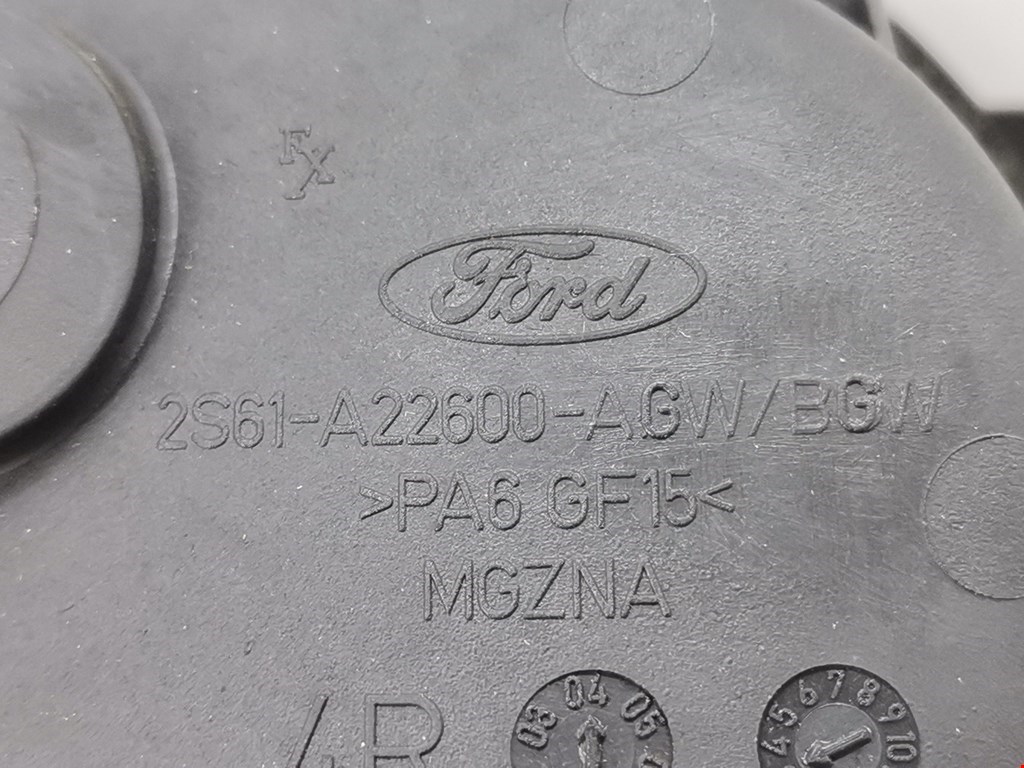 FX
Ford
2S61-A22600-AGW/BGW
>PA6 GF15<
MGZNA
4R
03 04 05
4 5 6 7 8 9 10